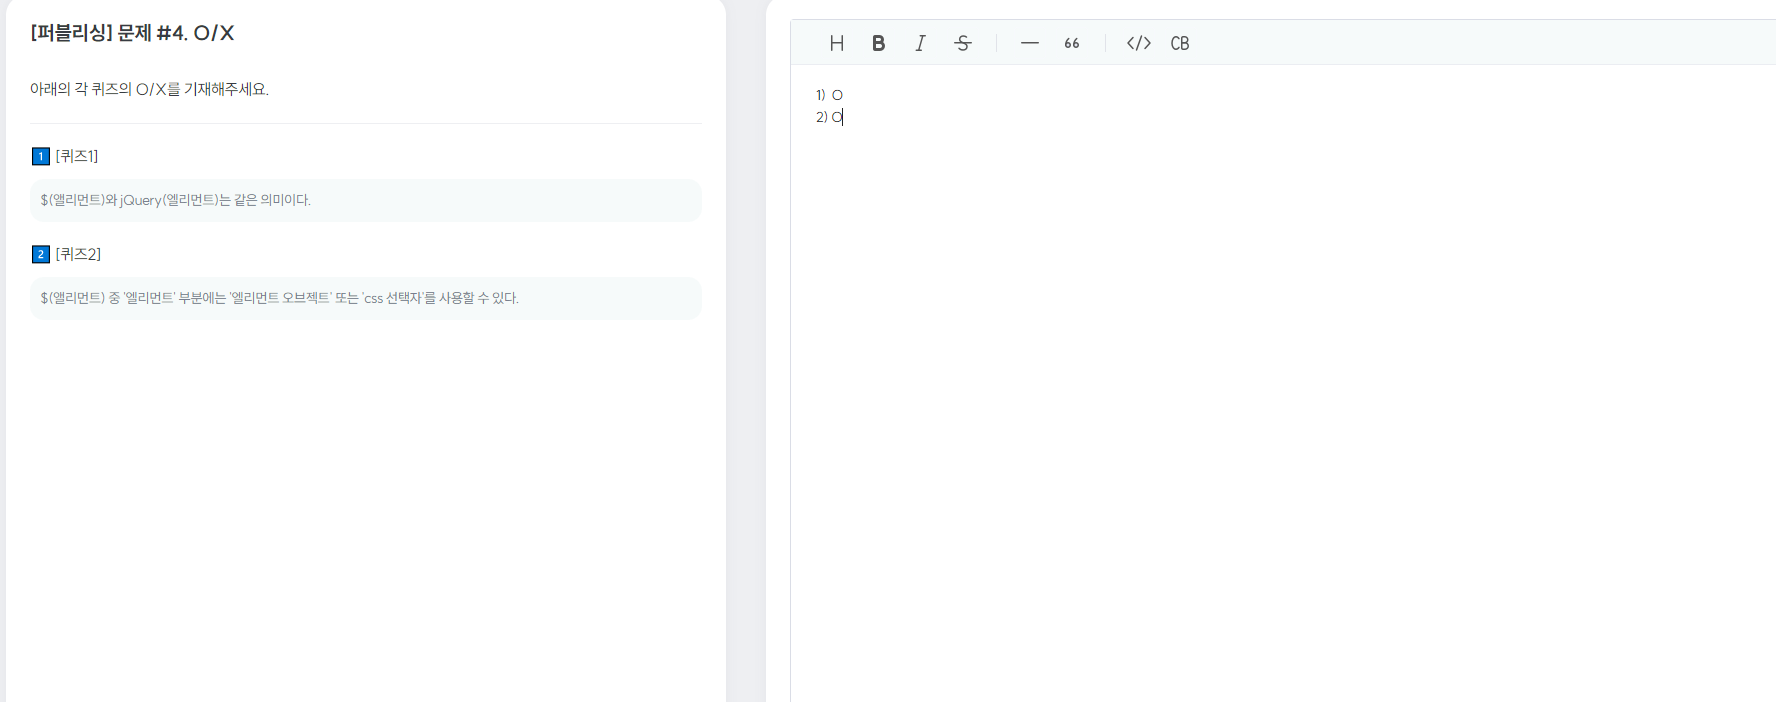 [퍼블리싱] 문제 #4. O/X
아래의 각 퀴즈의 O/X를 기재해주세요.
1 [퀴즈1]
$(앨리먼트)와 jQuery(엘리먼트)는 같은 의미이다.
2 [퀴즈2]
$(앨리먼트) 중 '엘리먼트' 부분에는 '엘리먼트 오브젝트' 또는 'css 선택자'를 사용할 수 있다.
H B I S — 66 </> CB
1) O
2) O